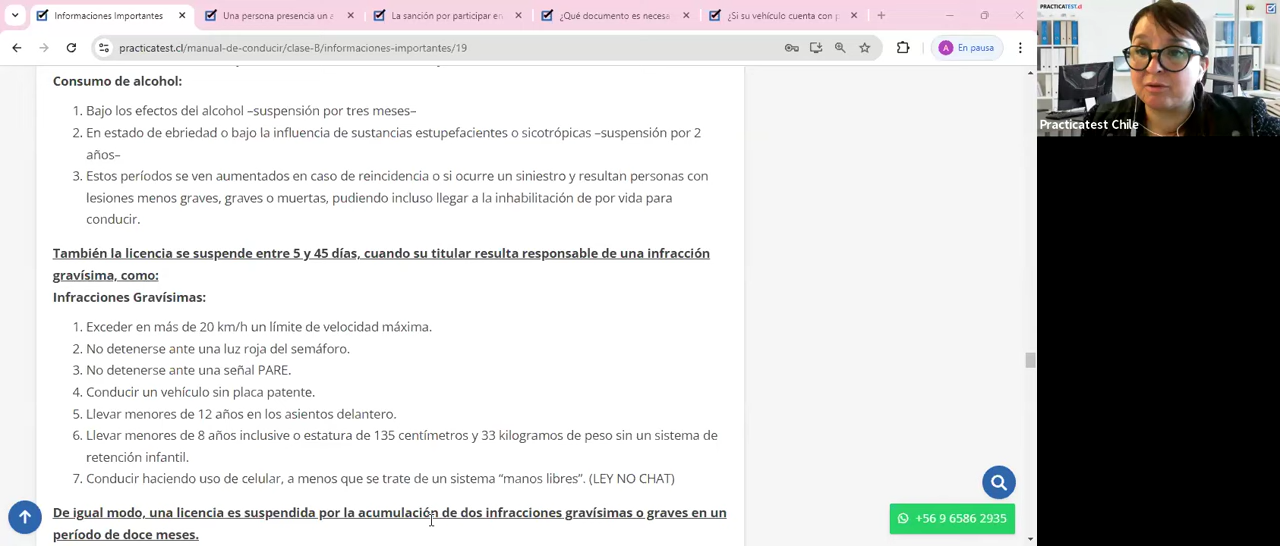 Informaciones Importantes
Una persona presencia un a
La sanción por participar en
¿Qué documento es necesa
¿Si su vehículo cuenta con p
practicatest.cl/manual-de-conducir/clase-B/informaciones-importantes/19
A En pausa
PRACTICATEST.cl
Practicatest Chile
Consumo de alcohol:
1. Bajo los efectos del alcohol –suspensión por tres meses–
2. En estado de ebriedad o bajo la influencia de sustancias estupefacientes o sicotrópicas –suspensión por 2
años–
3. Estos períodos se ven aumentados en caso de reincidencia o si ocurre un siniestro y resultan personas con
lesiones menos graves, graves o muertas, pudiendo incluso llegar a la inhabilitación de por vida para
conducir.
También la licencia se suspende entre 5 y 45 días, cuando su titular resulta responsable de una infracción
gravísima, como:
Infracciones Gravísimas:
1. Exceder en más de 20 km/h un límite de velocidad máxima.
2. No detenerse ante una luz roja del semáforo.
3. No detenerse ante una señal PARE.
4. Conducir un vehículo sin placa patente.
5. Llevar menores de 12 años en los asientos delantero.
6. Llevar menores de 8 años inclusive o estatura de 135 centímetros y 33 kilogramos de peso sin un sistema de
retención infantil.
7. Conducir haciendo uso de celular, a menos que se trate de un sistema “manos libres”. (LEY NO CHAT)
De igual modo, una licencia es suspendida por la acumulación de dos infracciones gravísimas o graves en un
período de doce meses.
+56 9 6586 2935